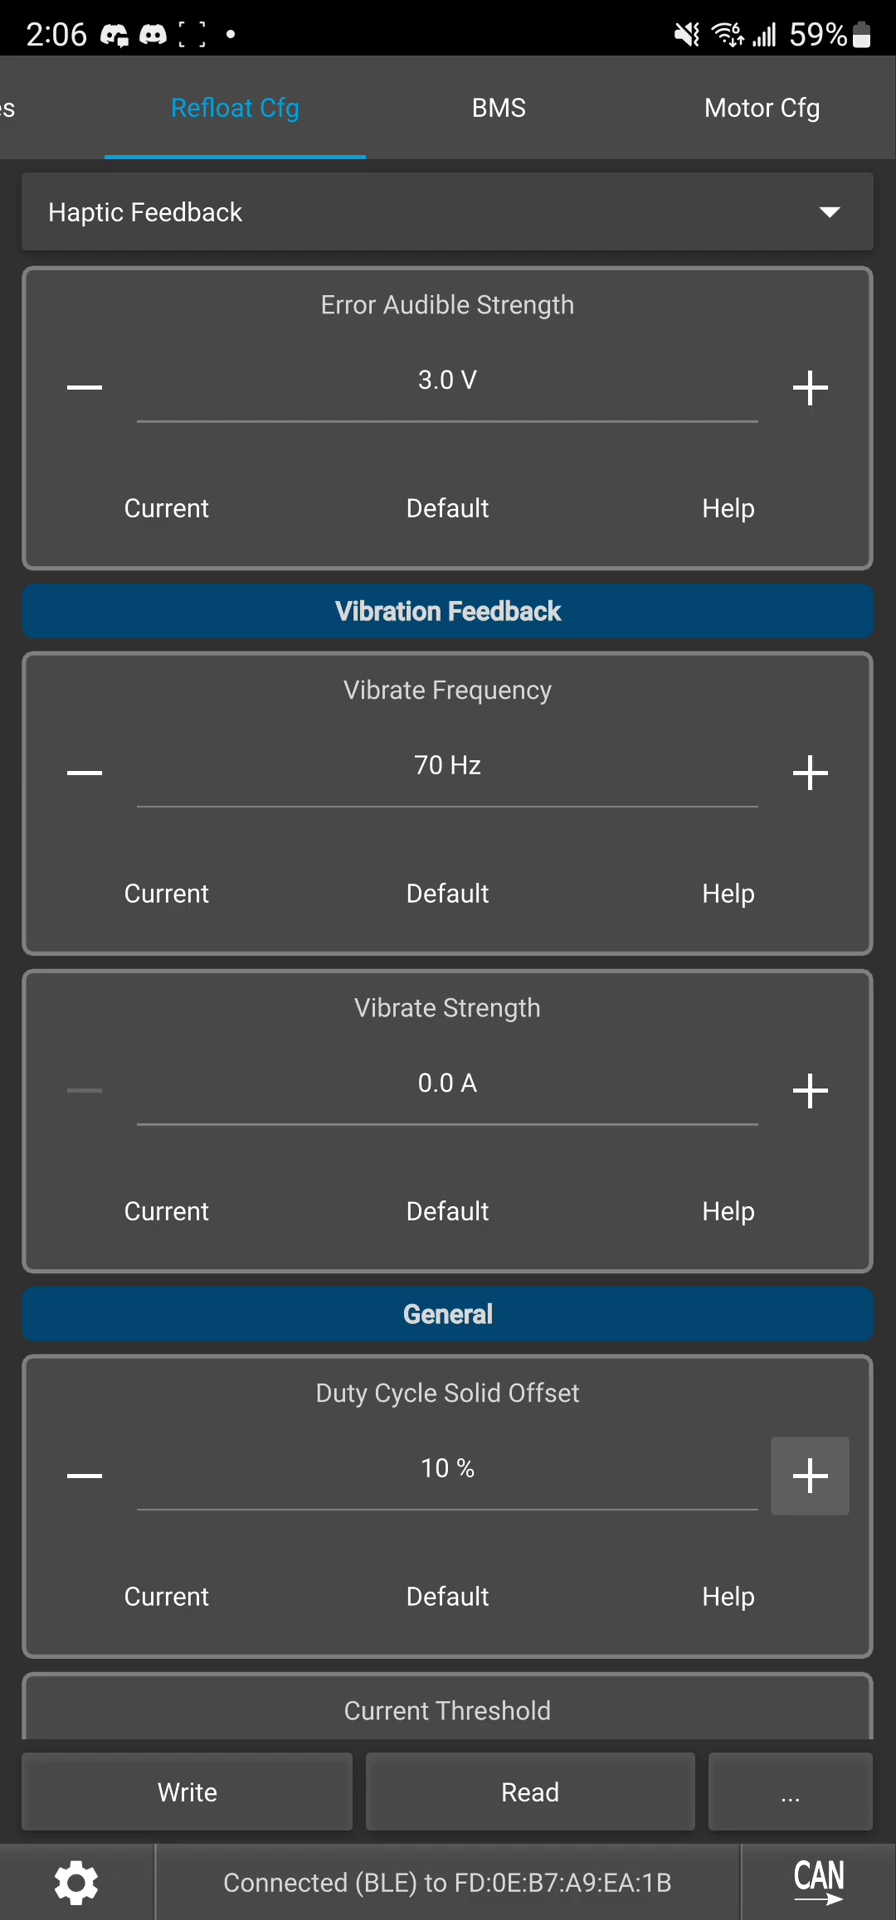 2:06 59%
es Refloat Cfg BMS Motor Cfg
Haptic Feedback
Error Audible Strength
3.0 V
Current Default Help
Vibration Feedback
Vibrate Frequency
70 Hz
Current Default Help
Vibrate Strength
0.0 A
Current Default Help
General
Duty Cycle Solid Offset
10 %
Current Default Help
Current Threshold
Write Read ...
Connected (BLE) to FD:0E:B7:A9:EA:1B CAN